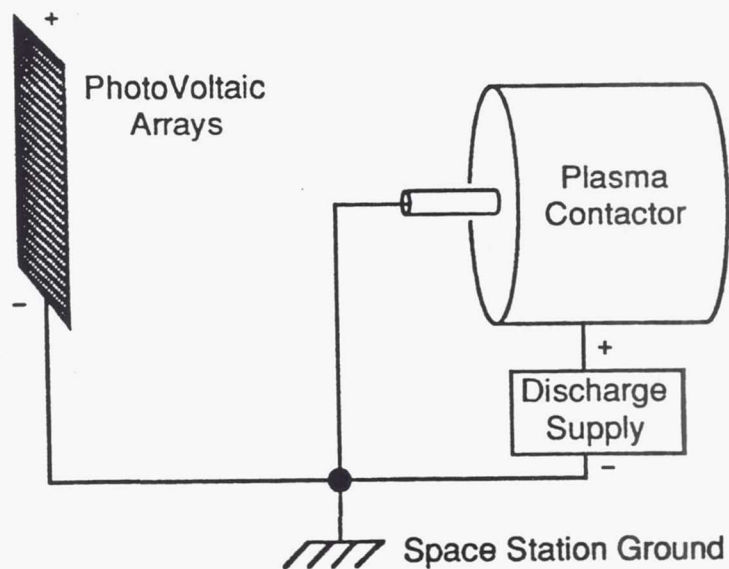 +
PhotoVoltaic
Arrays
Plasma
Contactor
−
+
Discharge
Supply
−
Space Station Ground